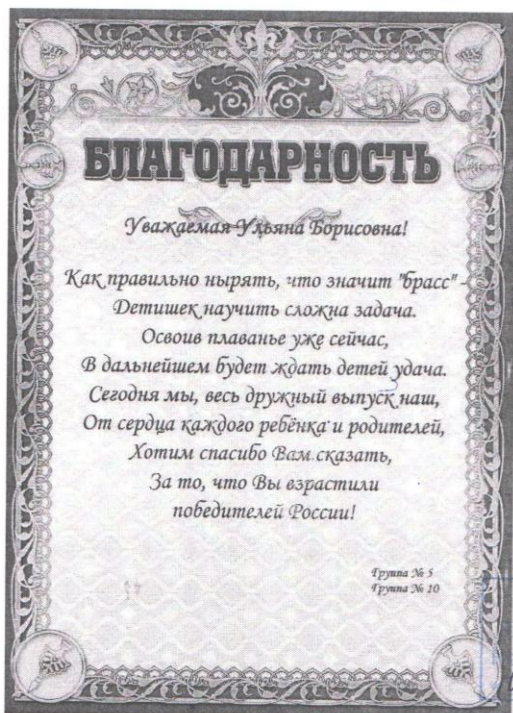 БЛАГОДАРНОСТЬ
Уважаемая Ульяна Борисовна!
Как правильно нырять, что значит "брасс" -
Детишек научить сложна задача.
Освоив плаванье уже сейчас,
В дальнейшем будет ждать детей удача.
Сегодня мы, весь дружный выпуск наш,
От сердца каждого ребёнка и родителей,
Хотим спасибо Вам сказать,
За то, что Вы взрастили
победителей России!
Группа № 5
Группа № 10